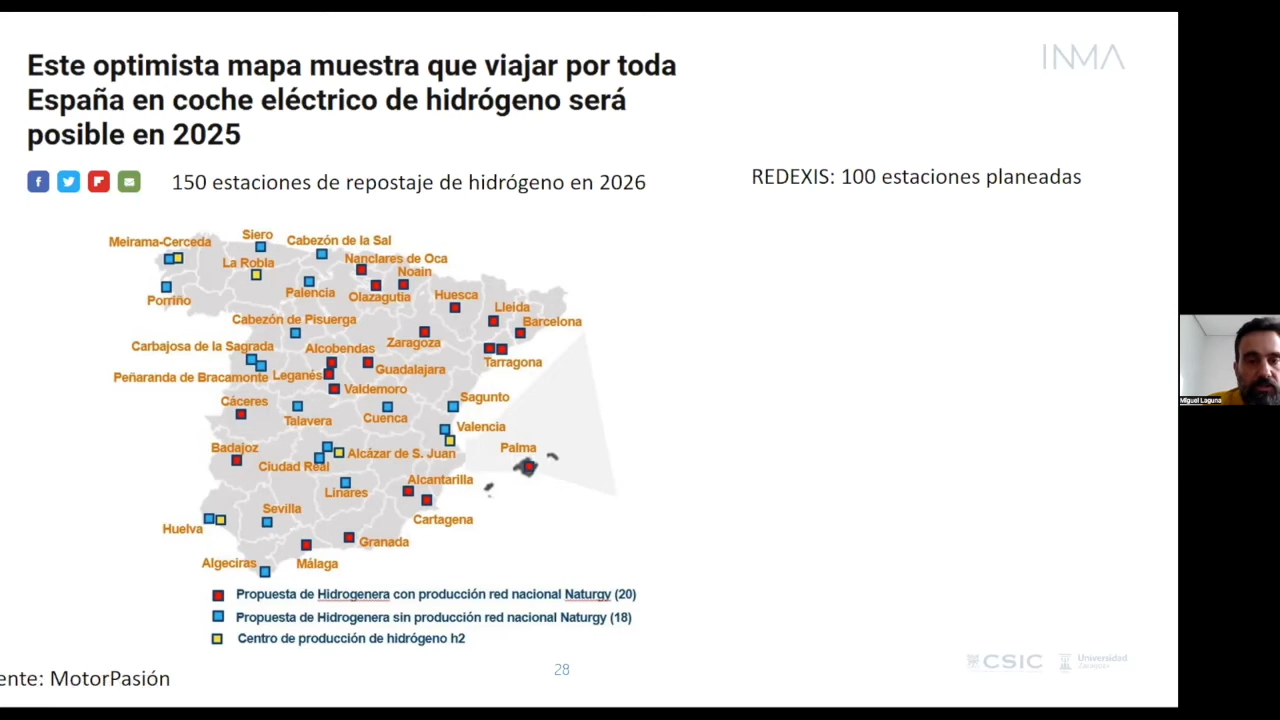 Este optimista mapa muestra que viajar por toda
España en coche eléctrico de hidrógeno será
posible en 2025
INMA
150 estaciones de repostaje de hidrógeno en 2026
REDEXIS: 100 estaciones planeadas
Meirama-Cerceda
Siero
Cabezón de la Sal
La Robla
Nanclares de Oca
Noain
Porriño
Palencia
Olazagutia
Huesca
Lleida
Barcelona
Cabezón de Pisuerga
Zaragoza
Carbajosa de la Sagrada
Alcobendas
Tarragona
Peñaranda de Bracamonte
Leganés
Guadalajara
Valdemoro
Cáceres
Talavera
Cuenca
Sagunto
Valencia
Badajoz
Ciudad Real
Alcázar de S. Juan
Palma
Linares
Alcantarilla
Cartagena
Huelva
Sevilla
Granada
Algeciras
Málaga
Propuesta de Hidrogenera con producción red nacional Naturgy (20)
Propuesta de Hidrogenera sin producción red nacional Naturgy (18)
Centro de producción de hidrógeno h2
ente: MotorPasión
28
CSIC
Universidad
Zaragoza
Miguel Laguna